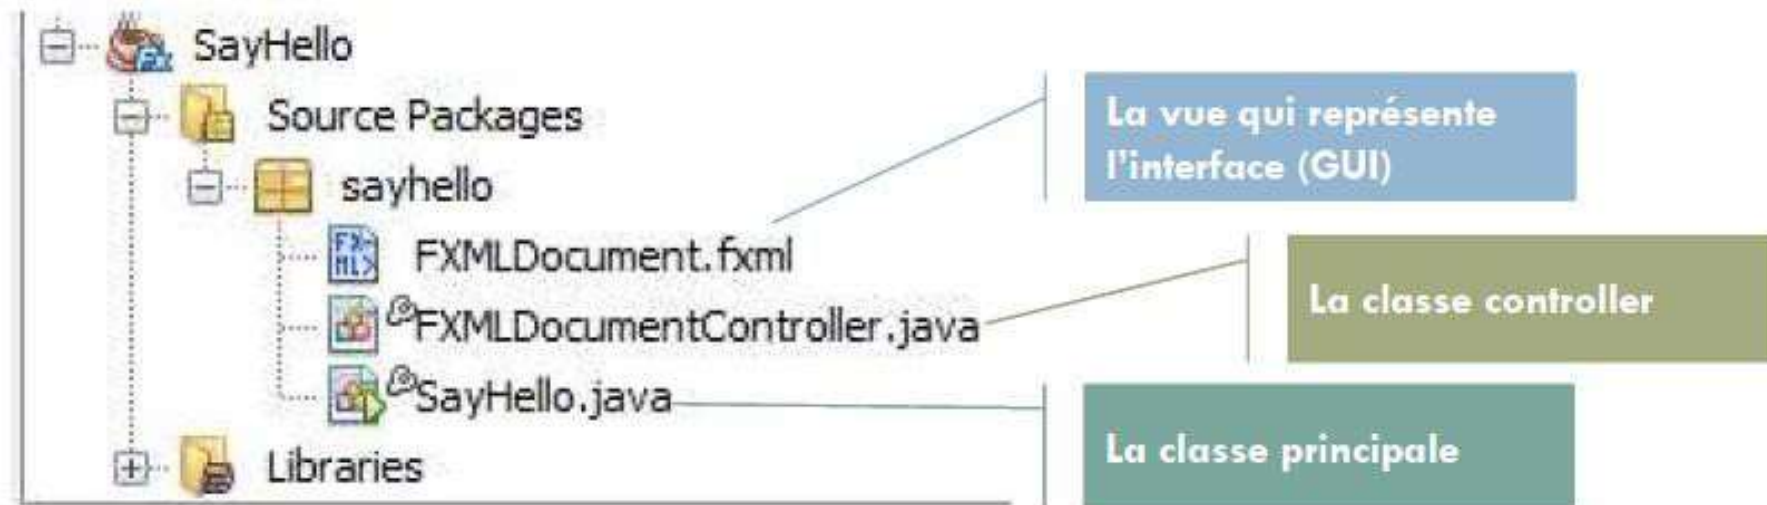 SayHello
Source Packages
sayhello
FXMLDocument.fxml
FXMLDocumentController.java
SayHello.java
Libraries
La vue qui représente
l'interface (GUI)
La classe controller
La classe principale